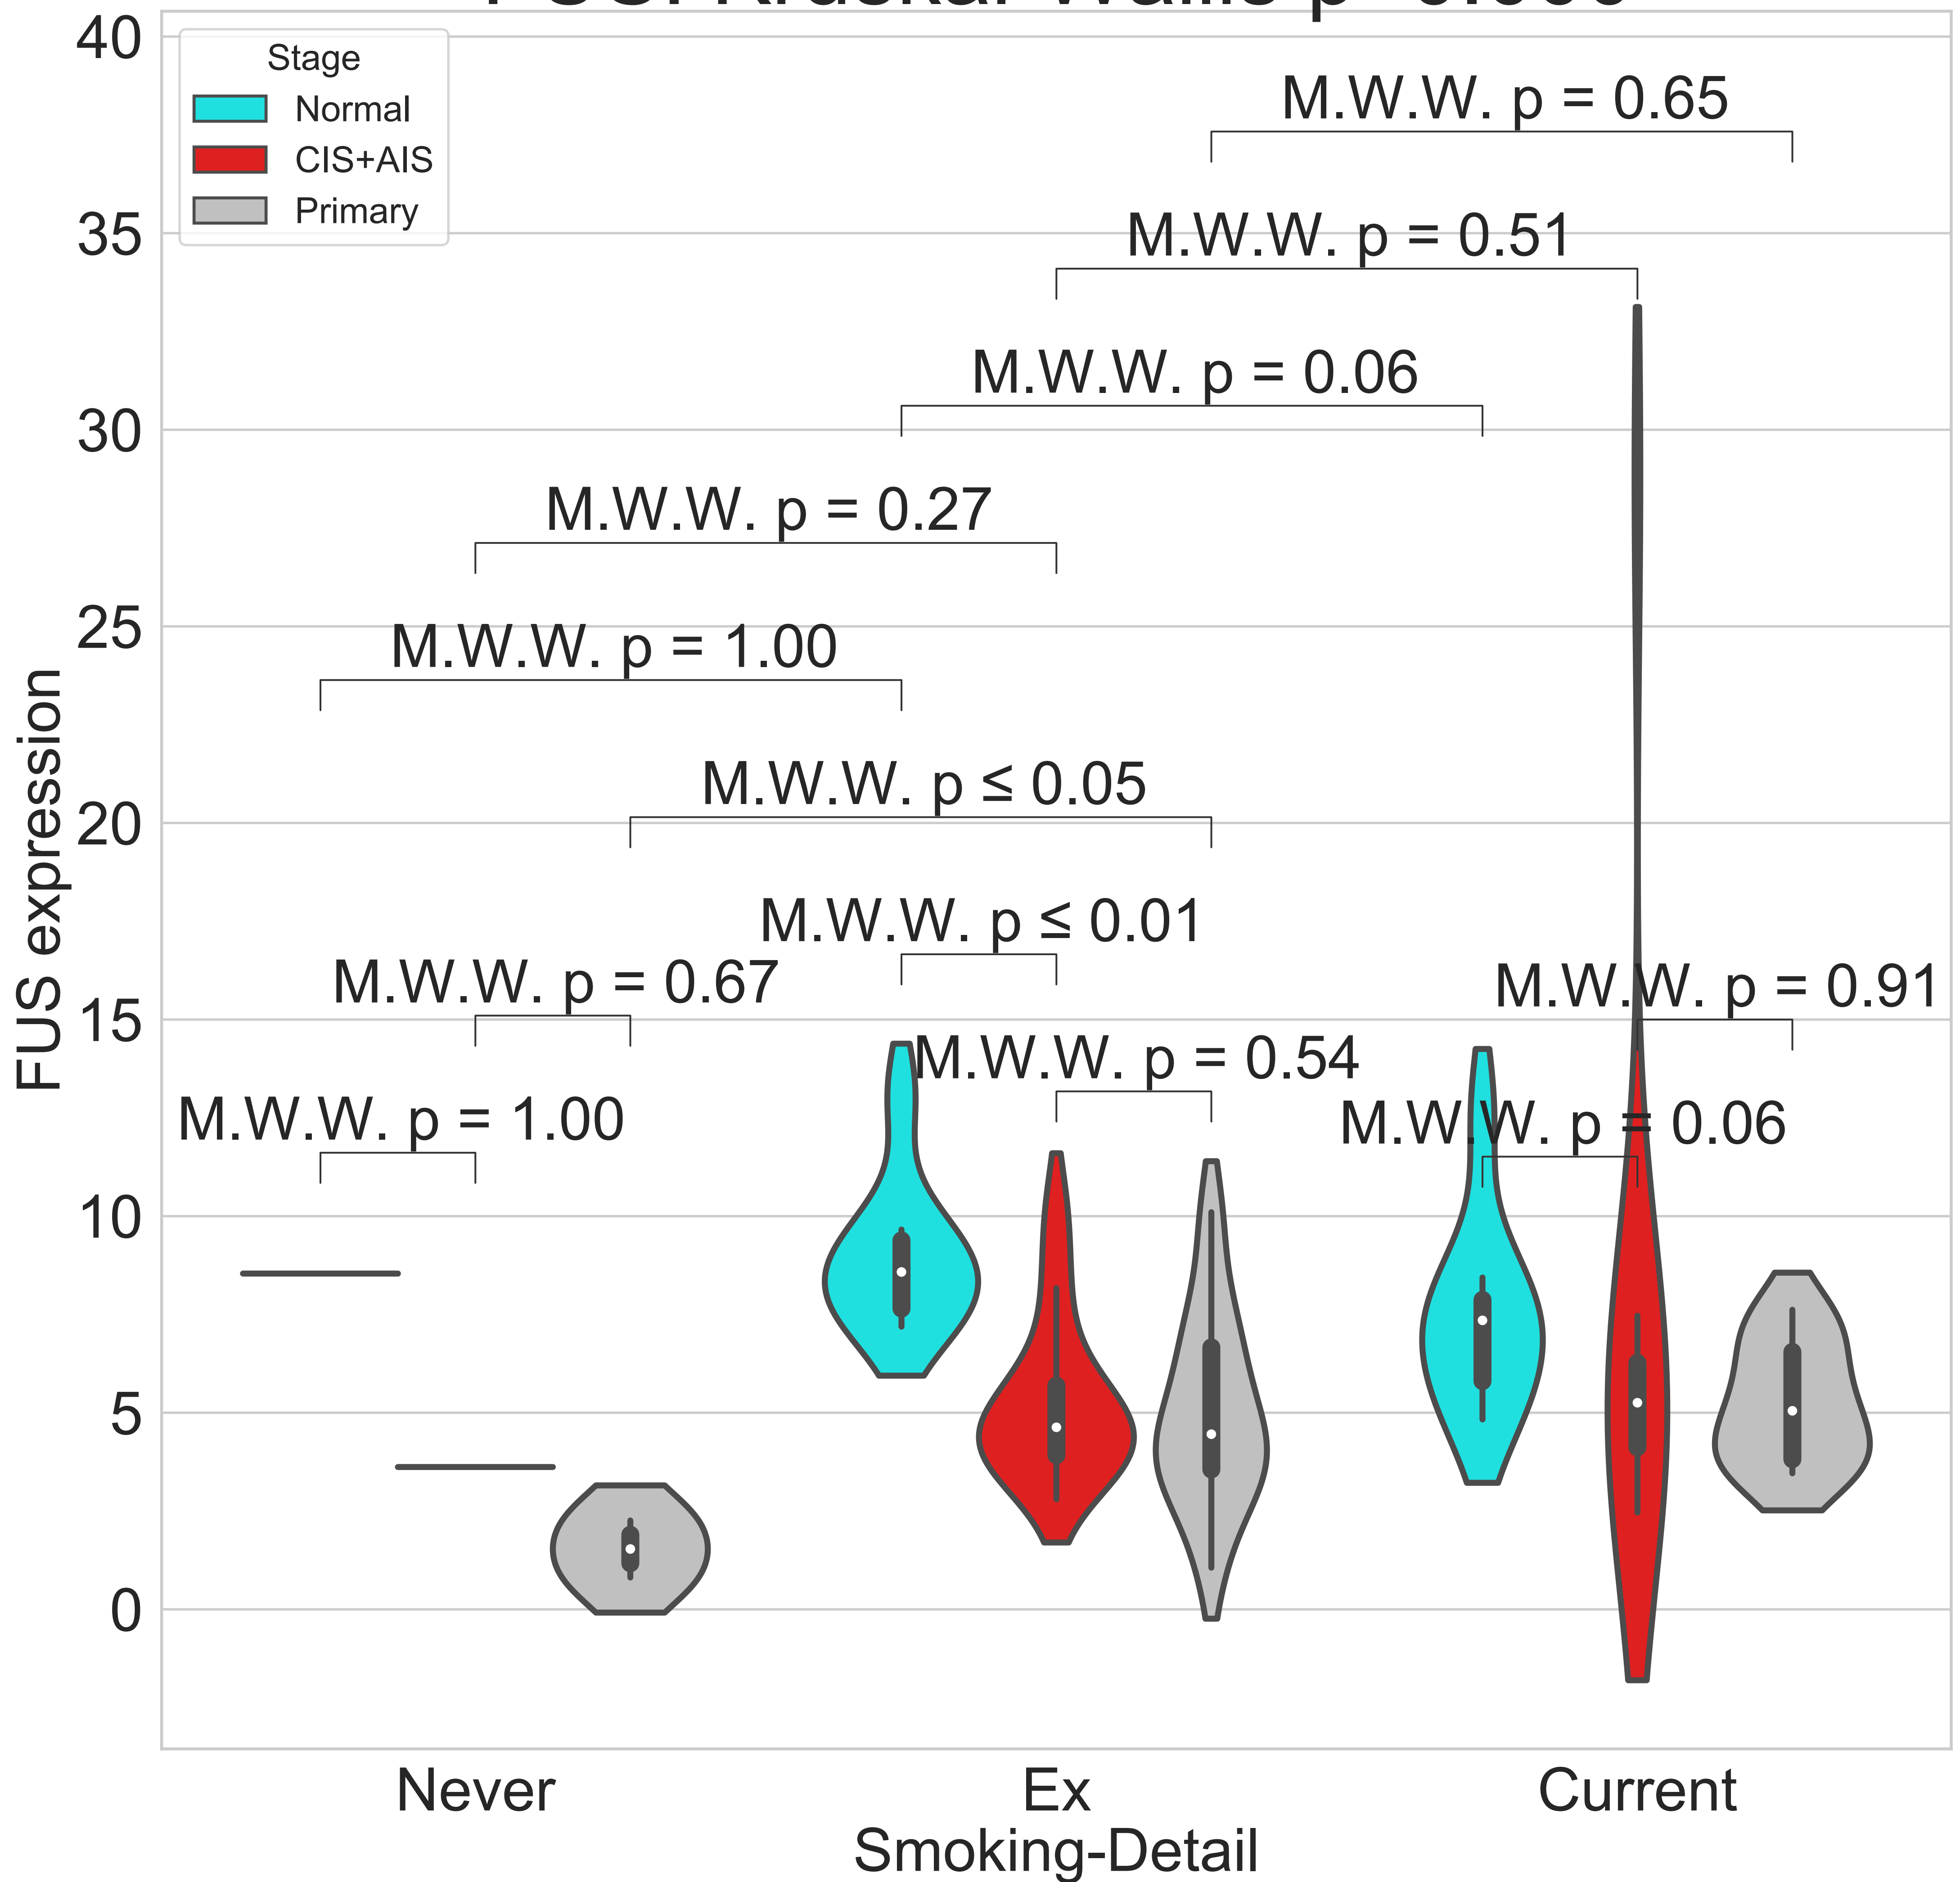 40
35
30
25
20
15
10
5
0
FUS expression
Stage
Normal
CIS+AIS
Primary
M.W.W. p = 0.65
M.W.W. p = 0.51
M.W.W. p = 0.06
M.W.W. p = 0.27
M.W.W. p = 1.00
M.W.W. p ≤ 0.05
M.W.W. p ≤ 0.01
M.W.W. p = 0.67
M.W.W. p = 0.91
M.W.W. p = 0.54
M.W.W. p = 1.00
M.W.W. p = 0.06
Never
Ex
Current
Smoking-Detail